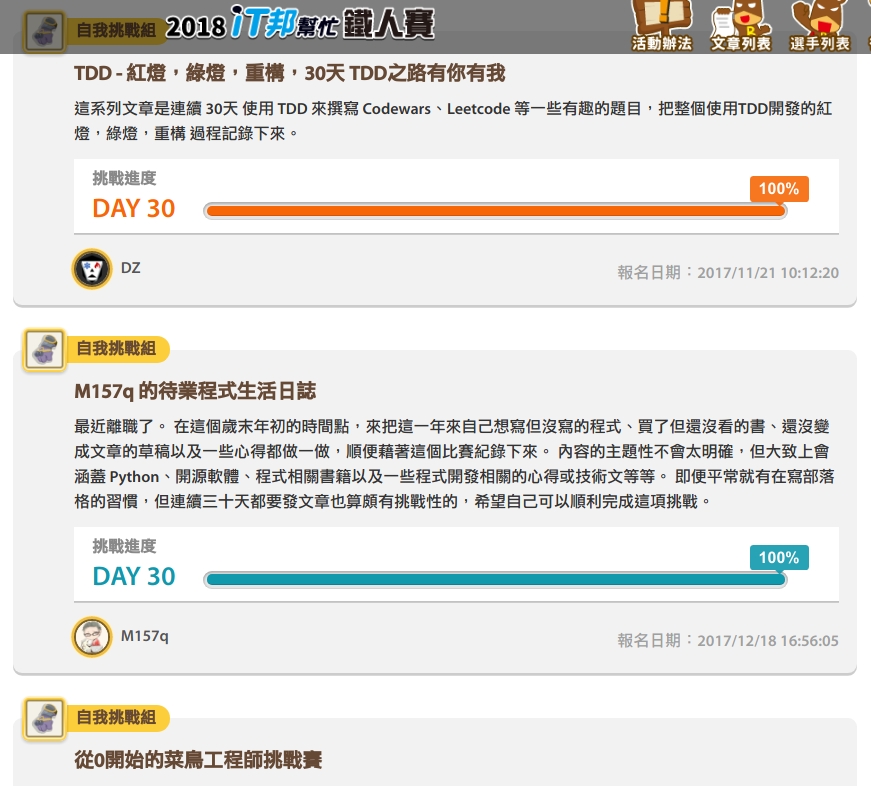 自我挑戰組 2018 iT邦幫忙 鐵人賽 活動辦法 文章列表 選手列表
TDD - 紅燈，綠燈，重構，30天 TDD之路有你有我
這系列文章是連續 30天 使用 TDD 來撰寫 Codewars、Leetcode 等一些有趣的題目，把整個使用TDD開發的紅
燈，綠燈，重構 過程記錄下來。
挑戰進度
100%
DAY 30
DZ
報名日期：2017/11/21 10:12:20
自我挑戰組
M157q 的待業程式生活日誌
最近離職了。 在這個歲末年初的時間點，來把這一年來自己想寫但沒寫的程式、買了但還沒看的書、還沒變
成文章的草稿以及一些心得都做一做，順便藉著這個比賽紀錄下來。 內容的主題性不會太明確，但大致上會
涵蓋 Python、開源軟體、程式相關書籍以及一些程式開發相關的心得或技術文等等。 即便平常就有在寫部落
格的習慣，但連續三十天都要發文章也算頗有挑戰性的，希望自己可以順利完成這項挑戰。
挑戰進度
100%
DAY 30
M157q
報名日期：2017/12/18 16:56:05
自我挑戰組
從0開始的菜鳥工程師挑戰賽